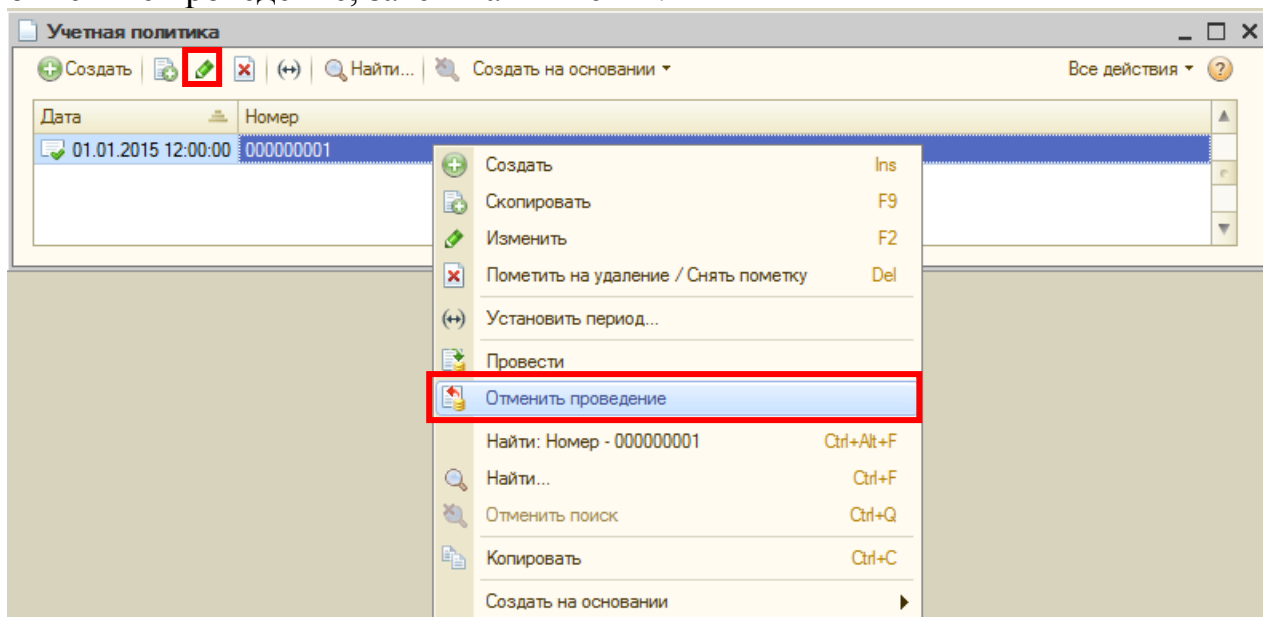 Учетная политика
Создать Найти... Создать на основании Все действия
Дата Номер
01.01.2015 12:00:00 000000001
Создать Ins
Скопировать F9
Изменить F2
Пометить на удаление / Снять пометку Del
Установить период...
Провести
Отменить проведение
Найти: Номер - 000000001 Ctrl+Alt+F
Найти... Ctrl+F
Отменить поиск Ctrl+Q
Копировать Ctrl+C
Создать на основании